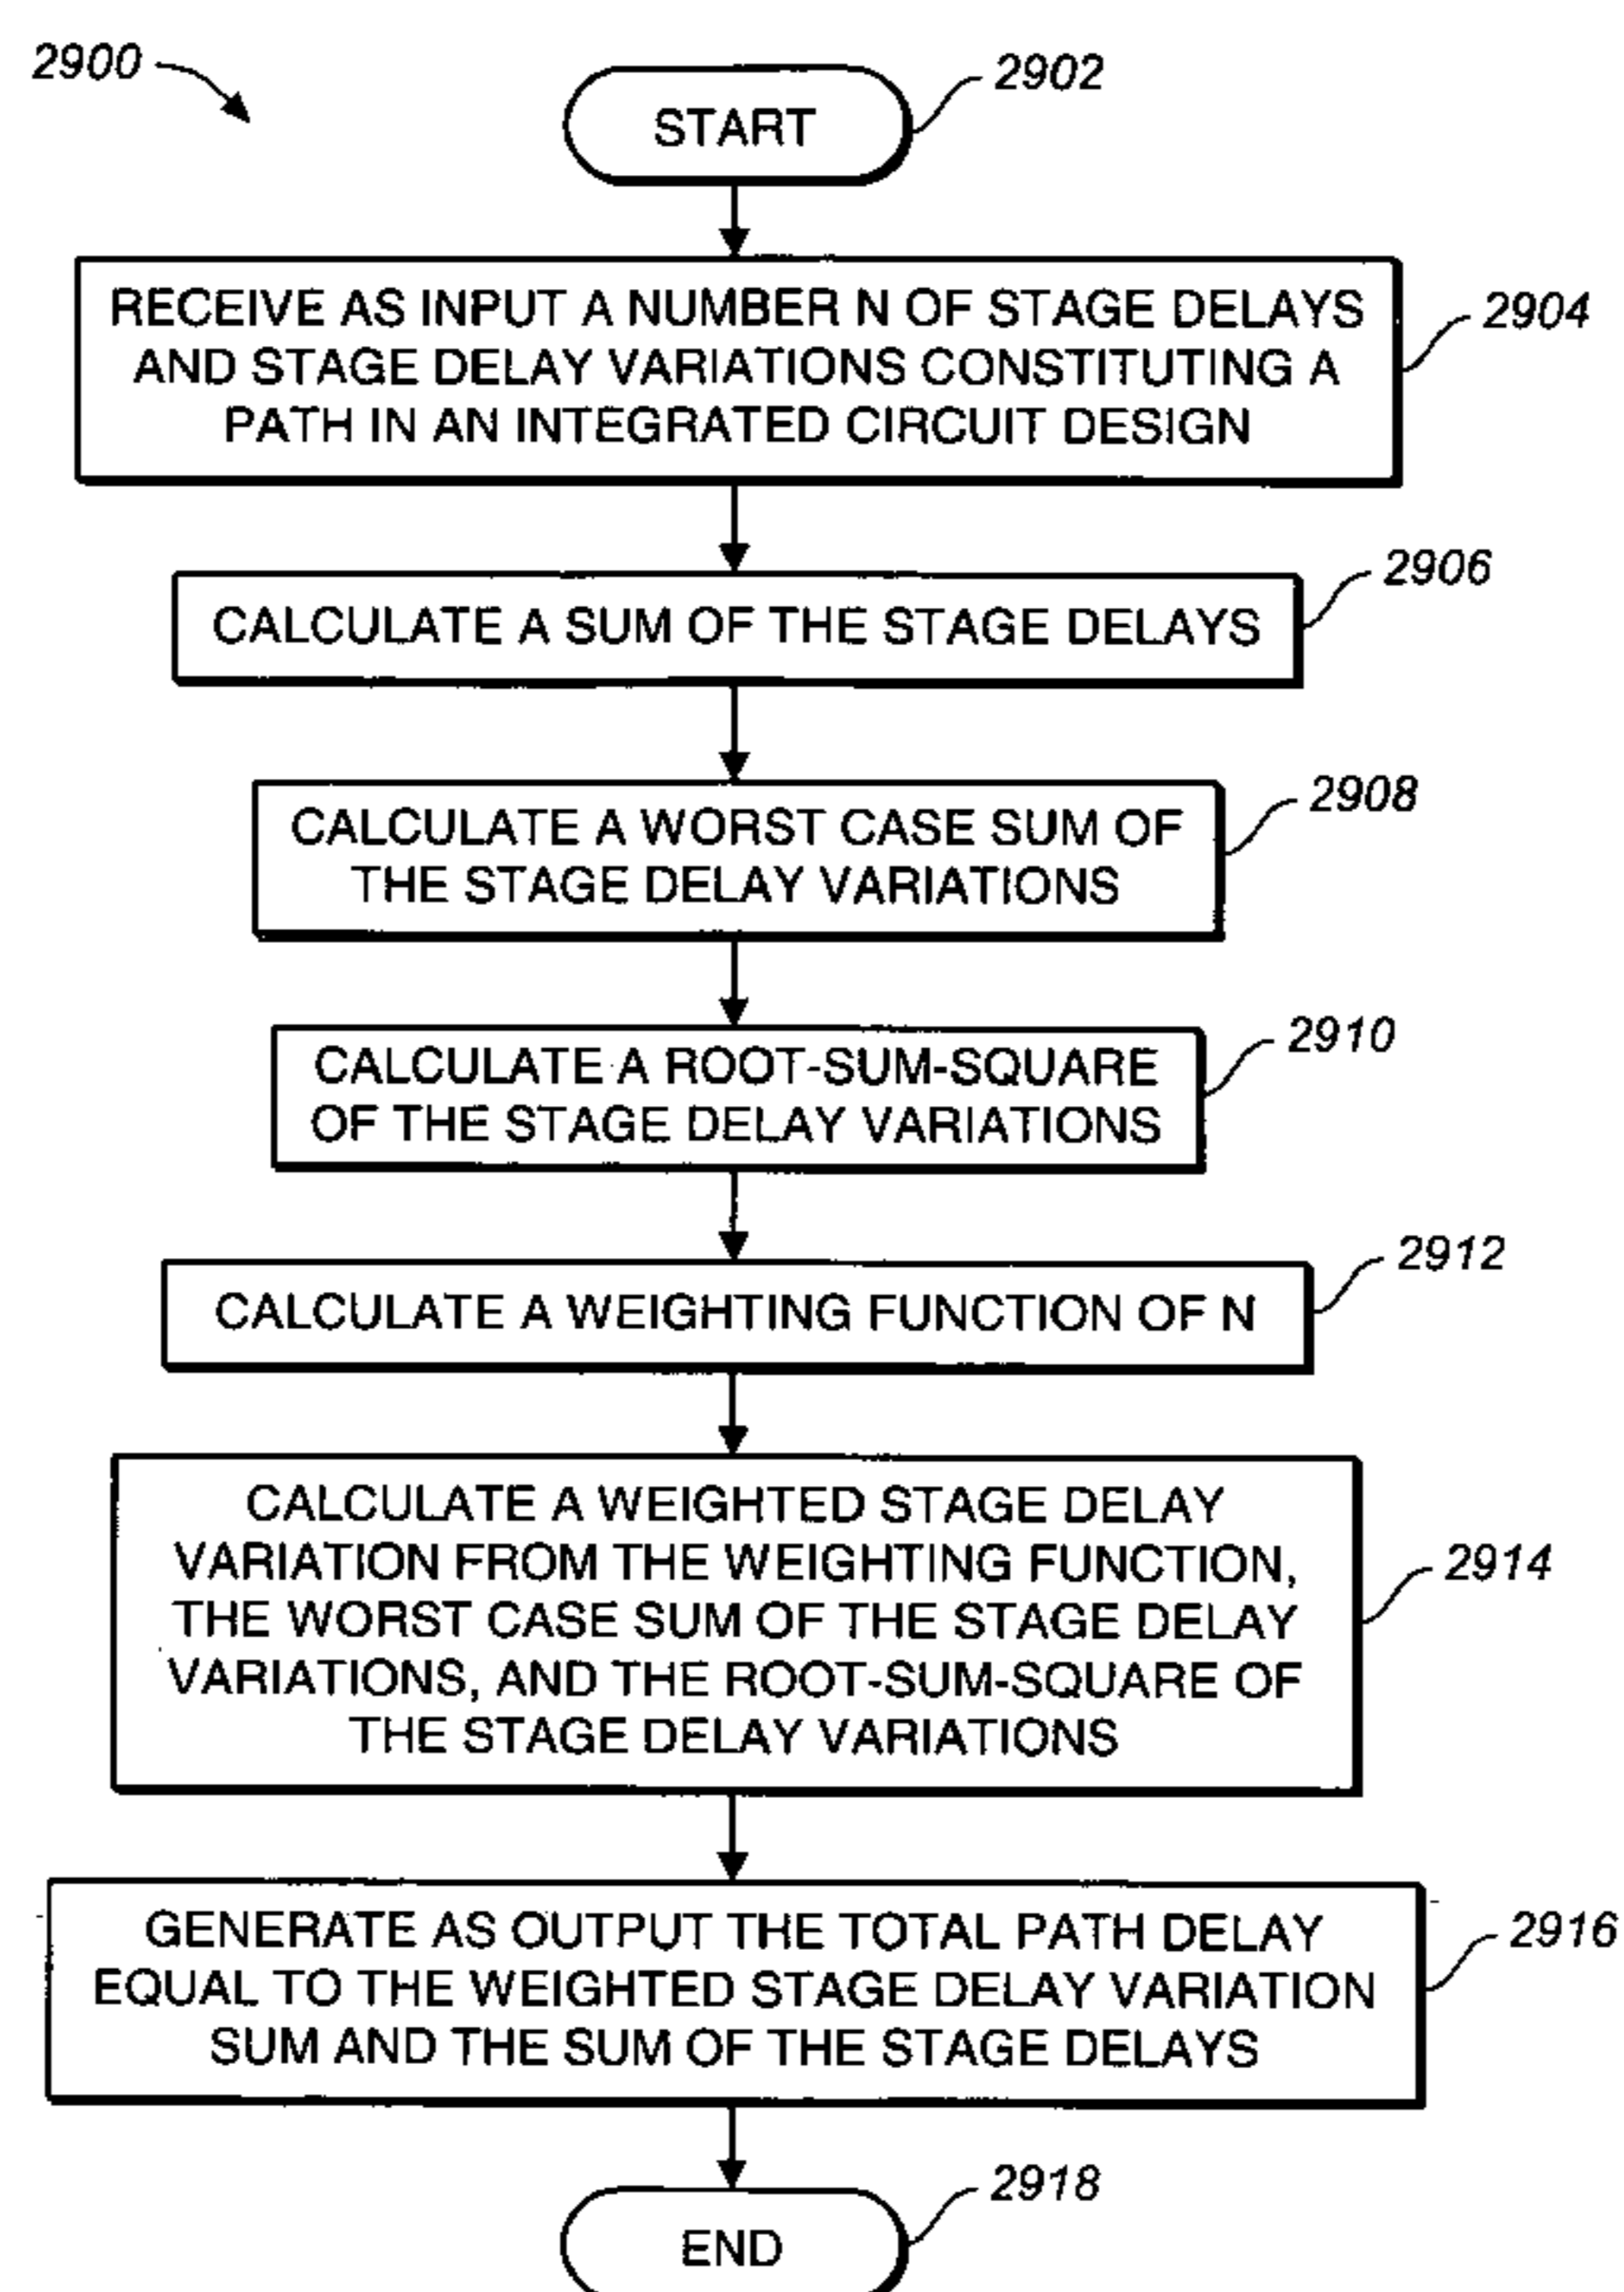 2900
START
2902
RECEIVE AS INPUT A NUMBER N OF STAGE DELAYS
AND STAGE DELAY VARIATIONS CONSTITUTING A
PATH IN AN INTEGRATED CIRCUIT DESIGN
2904
CALCULATE A SUM OF THE STAGE DELAYS
2906
CALCULATE A WORST CASE SUM OF
THE STAGE DELAY VARIATIONS
2908
CALCULATE A ROOT-SUM-SQUARE
OF THE STAGE DELAY VARIATIONS
2910
CALCULATE A WEIGHTING FUNCTION OF N
2912
CALCULATE A WEIGHTED STAGE DELAY
VARIATION FROM THE WEIGHTING FUNCTION,
THE WORST CASE SUM OF THE STAGE DELAY
VARIATIONS, AND THE ROOT-SUM-SQUARE OF
THE STAGE DELAY VARIATIONS
2914
GENERATE AS OUTPUT THE TOTAL PATH DELAY
EQUAL TO THE WEIGHTED STAGE DELAY VARIATION
SUM AND THE SUM OF THE STAGE DELAYS
2916
END
2918